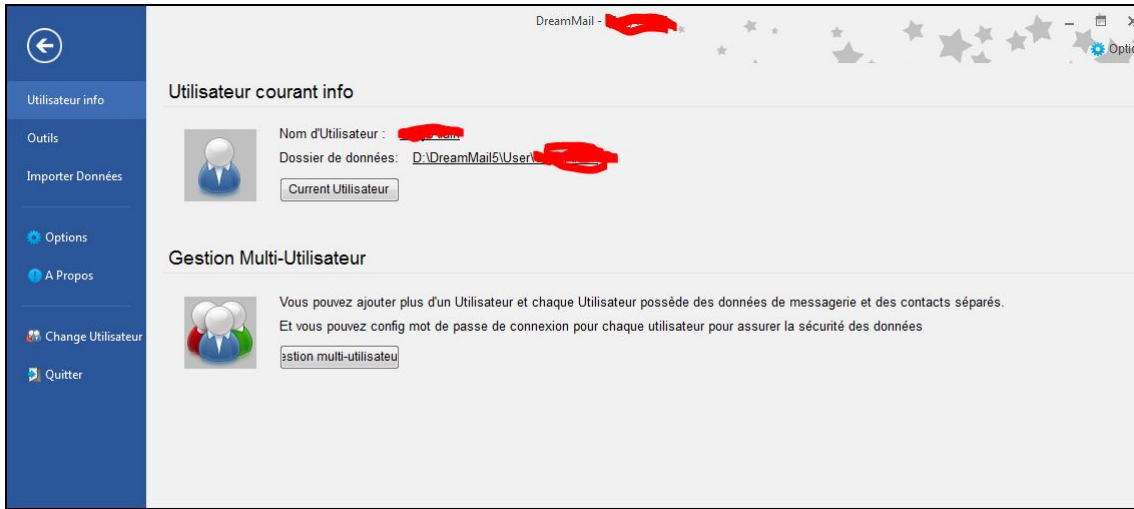 DreamMail -
Optio
Utilisateur info
Outils
Importer Données
Options
A Propos
Change Utilisateur
Quitter
Utilisateur courant info
Nom d'Utilisateur :
Dossier de données: D:\DreamMail5\User\
Current Utilisateur
Gestion Multi-Utilisateur
Vous pouvez ajouter plus d'un Utilisateur et chaque Utilisateur possède des données de messagerie et des contacts séparés.
Et vous pouvez config mot de passe de connexion pour chaque utilisateur pour assurer la sécurité des données
estion multi-utilisateu